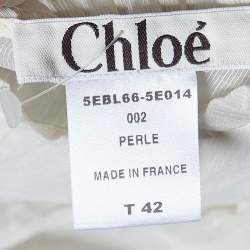 Chloé
5EBL66-5E014
002
PERLE
MADE IN FRANCE
T 42